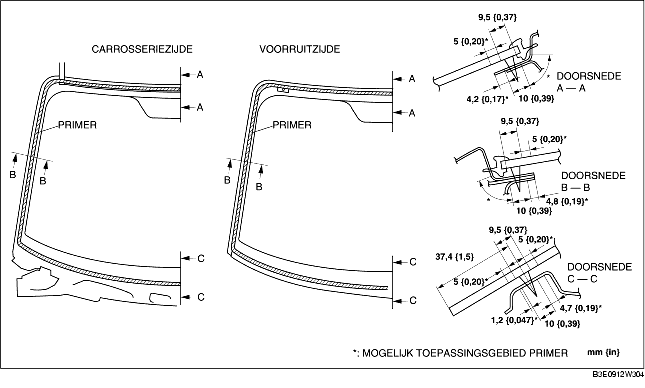 CARROSSERIEZIJDE
A
A
PRIMER
B
B
C
C
VOORRUITZIJDE
A
A
PRIMER
B
B
C
C
9,5 {0,37}
5 {0,20}*
*
4,2 {0,17}*
10 {0,39}
DOORSNEDE
A — A
9,5 {0,37}
5 {0,20}*
*
*
4,8 {0,19}*
10 {0,39}
DOORSNEDE
B — B
9,5 {0,37}
5 {0,20}*
37,4 {1,5}
5 {0,20}*
4,7 {0,19}*
1,2 {0,047}*
10 {0,39}
DOORSNEDE
C — C
*: MOGELIJK TOEPASSINGSGEBIED PRIMER
mm {in}
B3E0912W304